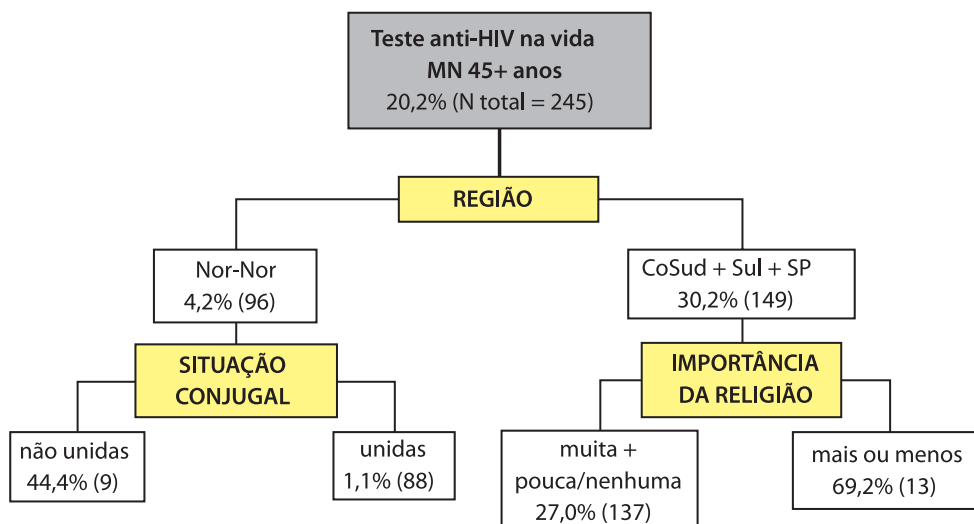 Teste anti-HIV na vida
MN 45+ anos
20,2% (N total = 245)
REGIÃO
Nor-Nor
4,2% (96)
CoSud + Sul + SP
30,2% (149)
SITUAÇÃO
CONJUGAL
IMPORTÂNCIA
DA RELIGIÃO
não unidas
44,4% (9)
unidas
1,1% (88)
muita +
pouca/nenhuma
27,0% (137)
mais ou menos
69,2% (13)